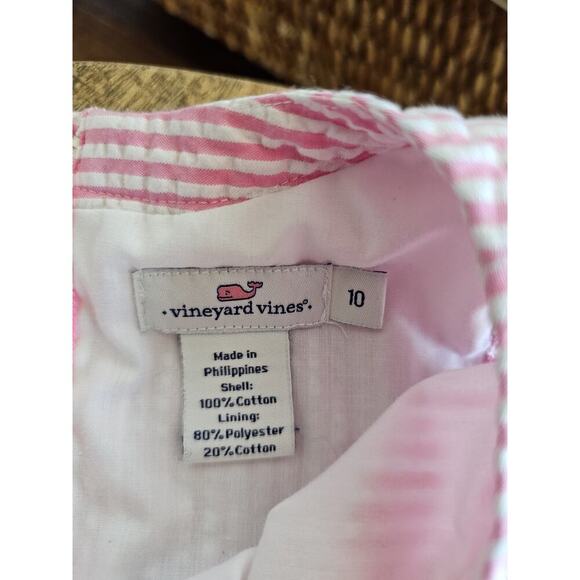 ·vineyard vines®·
10
Made in
Philippines
Shell:
100%Cotton
Lining:
80%Polyester
20%Cotton